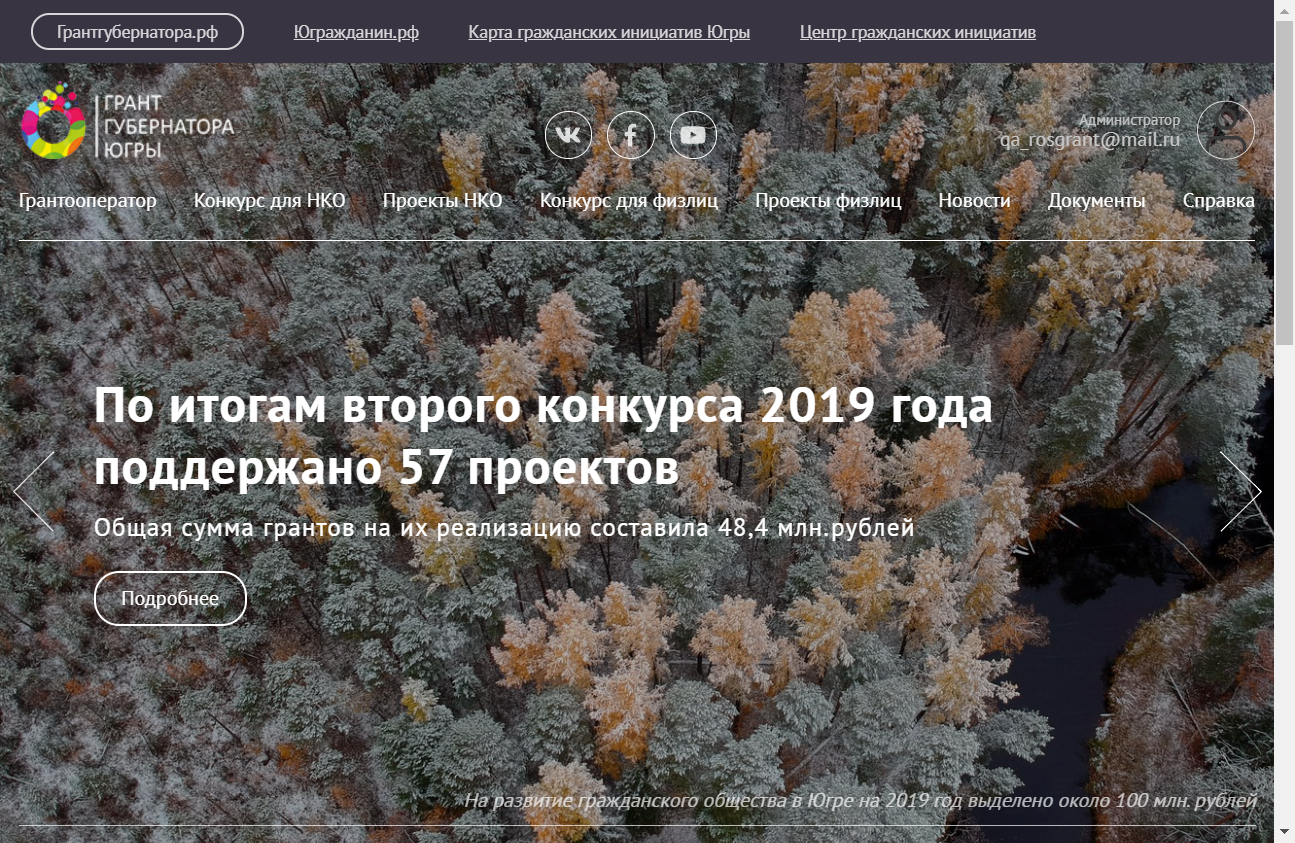 Грантгубернатора.рф
Югражданин.рф
Карта гражданских инициатив Югры
Центр гражданских инициатив
ГРАНТ
ГУБЕРНАТОРА
ЮГРЫ
Администратор
qa_rosgrant@mail.ru
Грантооператор
Конкурс для НКО
Проекты НКО
Конкурс для физлиц
Проекты физлиц
Новости
Документы
Справка
По итогам второго конкурса 2019 года
поддержано 57 проектов
Общая сумма грантов на их реализацию составила 48,4 млн.рублей
Подробнее
На развитие гражданского общества в Югре на 2019 год выделено около 100 млн. рублей